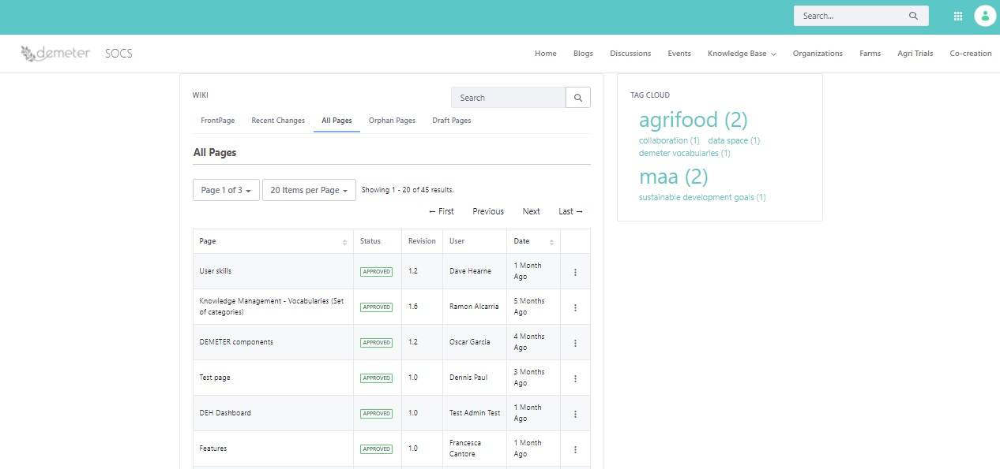 Search...
demeter SOCS Home Blogs Discussions Events Knowledge Base Organizations Farms Agri Trials Co-creation
WIKI Search
FrontPage Recent Changes All Pages Orphan Pages Draft Pages
All Pages
Page 1 of 3 20 Items per Page Showing 1 - 20 of 45 results.
← First Previous Next Last →
Page Status Revision User Date
User skills APPROVED 1.2 Dave Hearne 1 Month
Ago
Knowledge Management - Vocabularies (Set
of categories) APPROVED 1.6 Ramon Alcarria 5 Months
Ago
DEMETER components APPROVED 1.2 Oscar Garcia 4 Months
Ago
Test page APPROVED 1.0 Dennis Paul 3 Months
Ago
DEH Dashboard APPROVED 1.0 Test Admin Test 1 Month
Ago
Features APPROVED 1.0 Francesca
Cantore 1 Month
Ago
TAG CLOUD
agrifood (2)
collaboration (1) data space (1)
demeter vocabularies (1)
maa (2)
sustainable development goals (1)